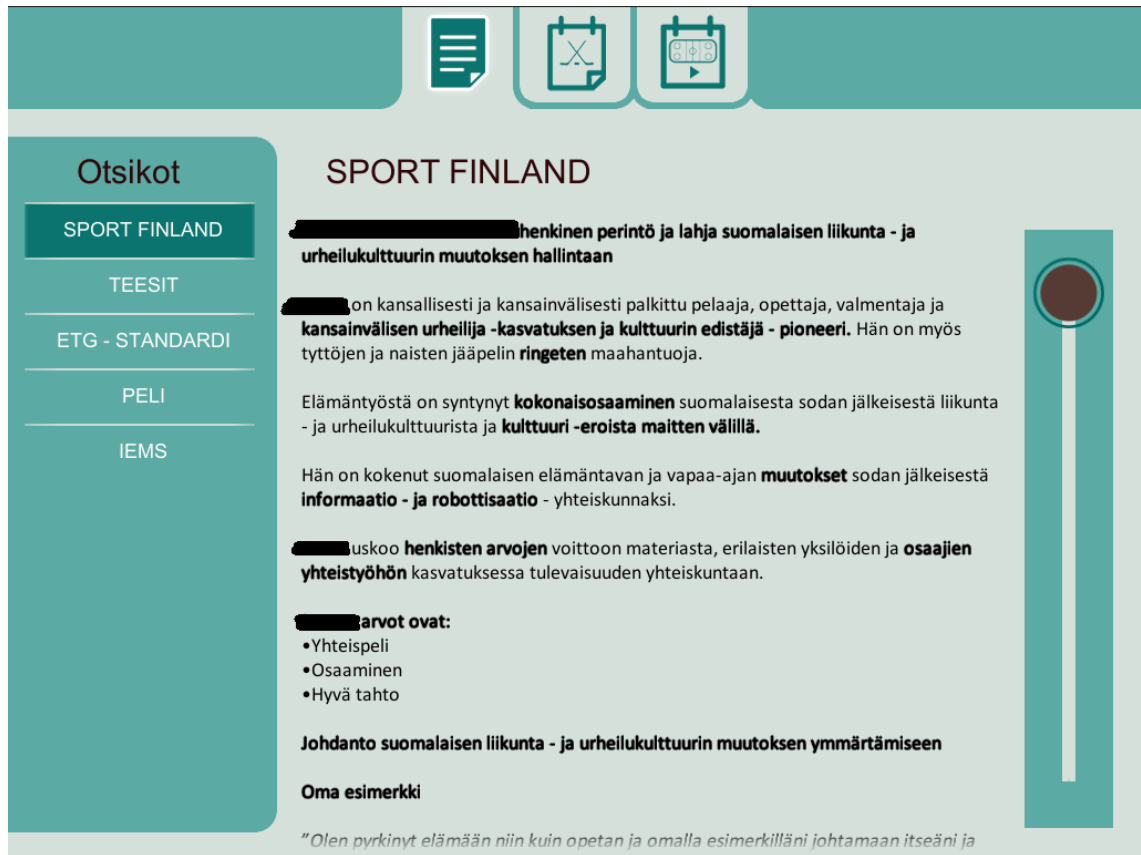 Otsikot
SPORT FINLAND
TEESIT
ETG - STANDARDI
PELI
IEMS
SPORT FINLAND
henkinen perintö ja lahja suomalaisen liikunta - ja
urheilukulttuurin muutoksen hallintaan
on kansallisesti ja kansainvälisesti palkittu pelaaja, opettaja, valmentaja ja
kansainvälisen urheilija -kasvatuksen ja kulttuurin edistäjä - pioneeri. Hän on myös
tyttöjen ja naisten jääpelin ringeten maahantuoja.
Elämäntyöstä on syntynyt kokonaisosaaminen suomalaisesta sodan jälkeisestä liikunta
- ja urheilukulttuurista ja kulttuuri -eroista maitten välillä.
Hän on kokenut suomalaisen elämäntavan ja vapaa-ajan muutokset sodan jälkeisestä
informaatio - ja robottisaatio - yhteiskunnaksi.
uskoo henkisten arvojen voittoon materiasta, erilaisten yksilöiden ja osaajien
yhteistyöhön kasvatuksessa tulevaisuuden yhteiskuntaan.
arvot ovat:
•Yhteispeli
•Osaaminen
•Hyvä tahto
Johdanto suomalaisen liikunta - ja urheilukulttuurin muutoksen ymmärtämiseen
Oma esimerkki
”Olen pyrkinyt elämään niin kuin opetan ja omalla esimerkilläni johtamaan itseäni ja